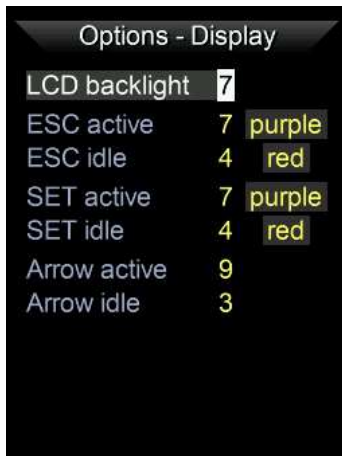 Options - Display
LCD backlight 7
ESC active 7 purple
ESC idle 4 red
SET active 7 purple
SET idle 4 red
Arrow active 9
Arrow idle 3